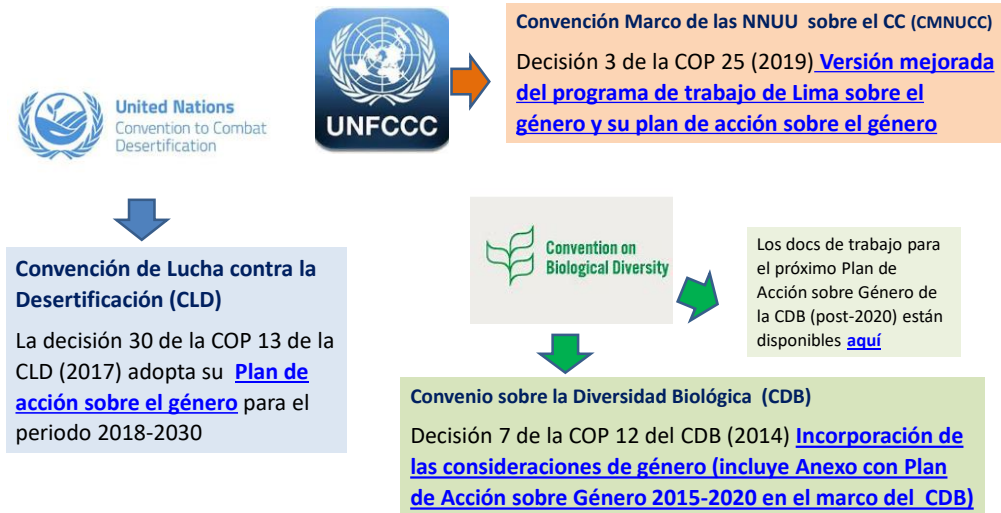 Convención Marco de las NNUU sobre el CC (CMNUCC)
Decisión 3 de la COP 25 (2019) Versión mejorada
del programa de trabajo de Lima sobre el
género y su plan de acción sobre el género
UNFCCC
United Nations
Convention to Combat
Desertification
Convención de Lucha contra la
Desertificación (CLD)
La decisión 30 de la COP 13 de la
CLD (2017) adopta su Plan de
acción sobre el género para el
periodo 2018-2030
Convention on
Biological Diversity
Los docs de trabajo para
el próximo Plan de
Acción sobre Género de
la CDB (post-2020) están
disponibles aquí
Convenio sobre la Diversidad Biológica (CDB)
Decisión 7 de la COP 12 del CDB (2014) Incorporación de
las consideraciones de género (incluye Anexo con Plan
de Acción sobre Género 2015-2020 en el marco del CDB)